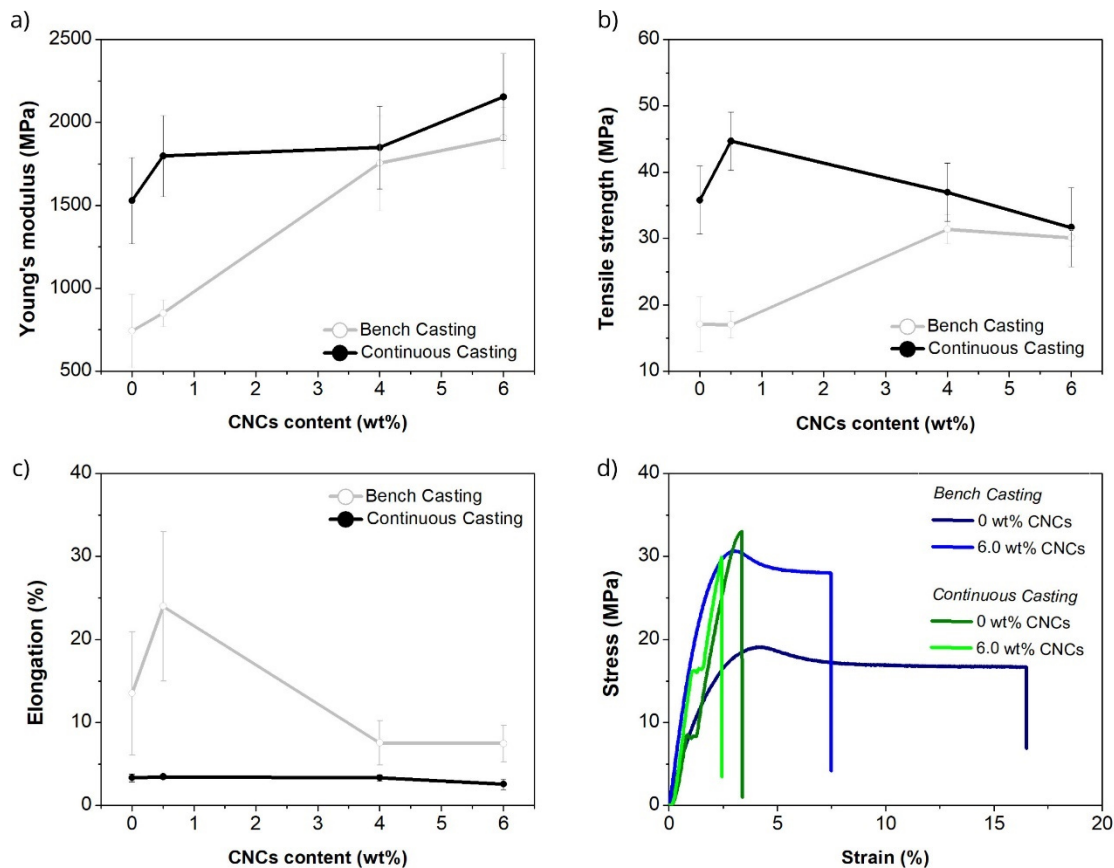 a)
2500
2000
1500
1000
500
Young's modulus (MPa)
Bench Casting
Continuous Casting
0 1 2 3 4 5 6
CNCs content (wt%)
b)
60
50
40
30
20
10
Tensile strength (MPa)
Bench Casting
Continuous Casting
0 1 2 3 4 5 6
CNCs content (wt%)
c)
40
30
20
10
0
Elongation (%)
Bench Casting
Continuous Casting
0 1 2 3 4 5 6
CNCs content (wt%)
d)
40
30
20
10
0
Stress (MPa)
Bench Casting
0 wt% CNCs
6.0 wt% CNCs
Continuous Casting
0 wt% CNCs
6.0 wt% CNCs
0 5 10 15 20
Strain (%)